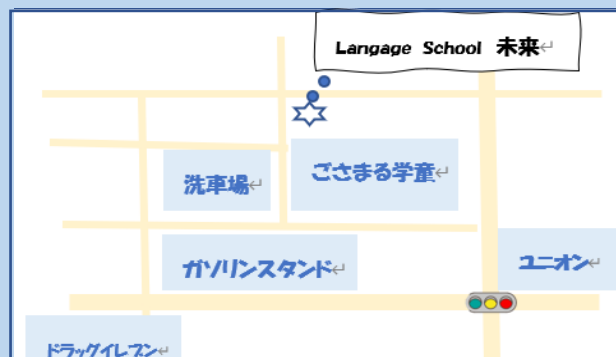 Langage School 未来
ごさまる学童
洗車場
ガソリンスタンド
ユニオン
ドラッグイレブン